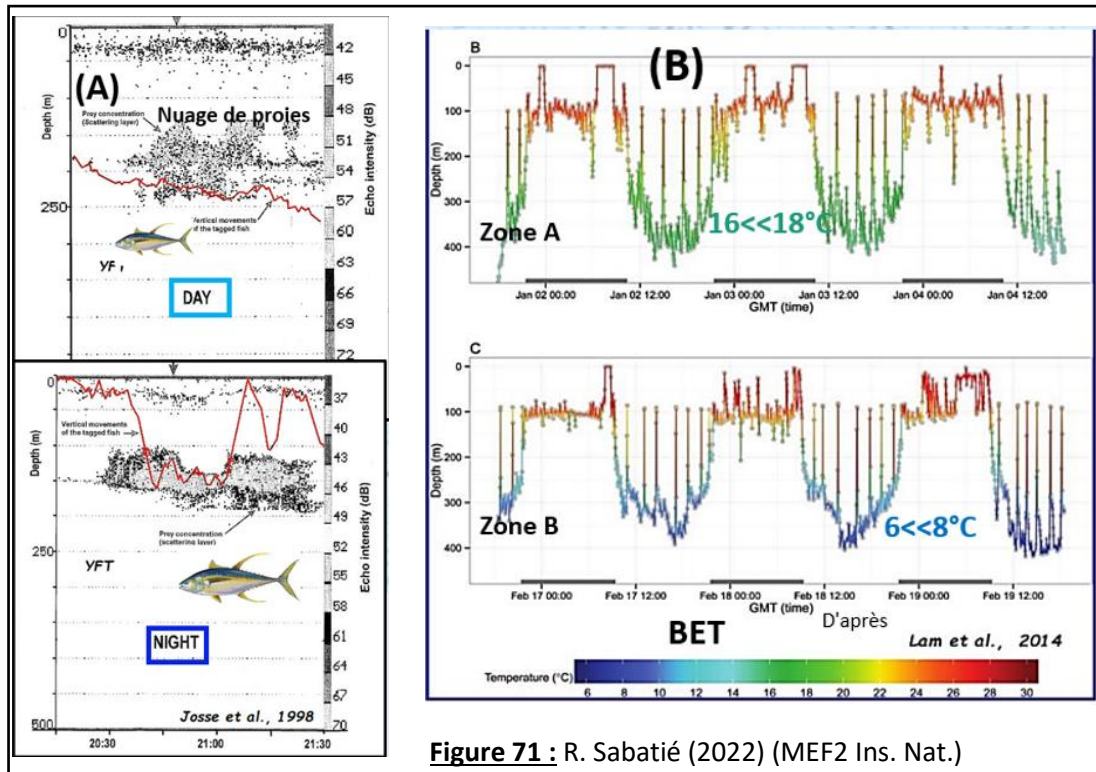 (A)
0
Depth (m)
250
Nuage de proies
Prey concentration
(Scattering layer)
Vertical movements
of the tagged fish
DAY
42
45
48
51
54
57
60
63
66
69
72
Echo intensity (dB)
0
Depth (m)
250
500
Vertical movements
of the tagged fish
Prey concentration
(scattering layer)
YFT
NIGHT
Josse et al., 1998
37
40
43
46
49
52
55
58
61
64
67
70
Echo intensity (dB)
20:30
21:00
21:30
B
(B)
0
100
200
300
400
Depth (m)
Zone A
16<<18°C
Jan 02 00:00
Jan 02 12:00
Jan 03 00:00
Jan 03 12:00
Jan 04 00:00
Jan 04 12:00
GMT (time)
C
0
100
200
300
400
Depth (m)
Zone B
6<<8°C
Feb 17 00:00
Feb 17 12:00
Feb 18 00:00
Feb 18 12:00
Feb 19 00:00
Feb 19 12:00
GMT (time)
D'après
BET
Lam et al., 2014
Temperature (°C)
6 8 10 12 14 16 18 20 22 24 26 28 30
Figure 71 : R. Sabatié (2022) (MEF2 Ins. Nat.)